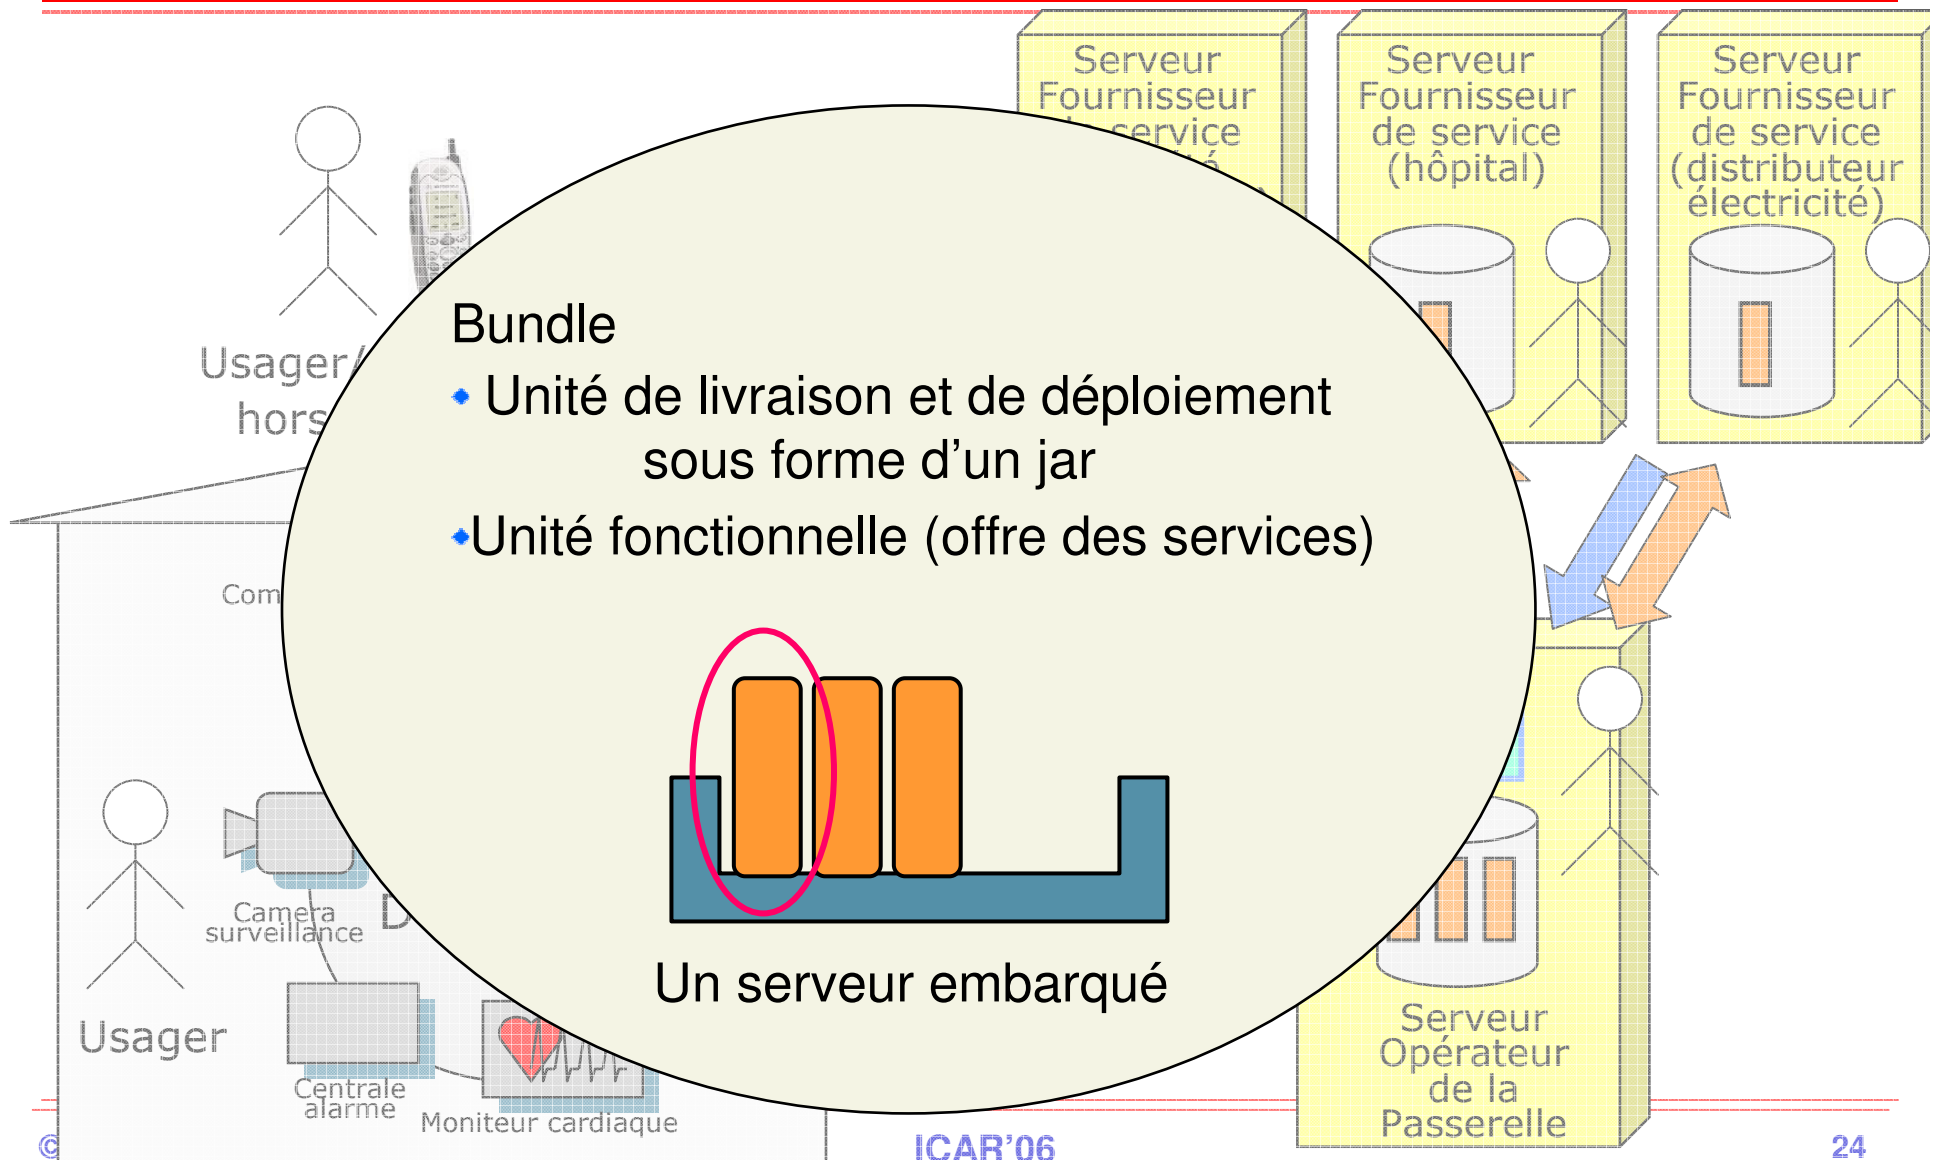 Serveur
Fournisseur
service
Serveur
Fournisseur
de service
(hôpital)
Serveur
Fournisseur
de service
(distributeur
électricité)
Usager/
hors
Bundle
Unité de livraison et de déploiement
sous forme d'un jar
Unité fonctionnelle (offre des services)
Un serveur embarqué
Camera
surveillance
Usager
Centrale
alarme
Moniteur cardiaque
Serveur
Opérateur
de la
Passerelle
©
ICAR'06
24